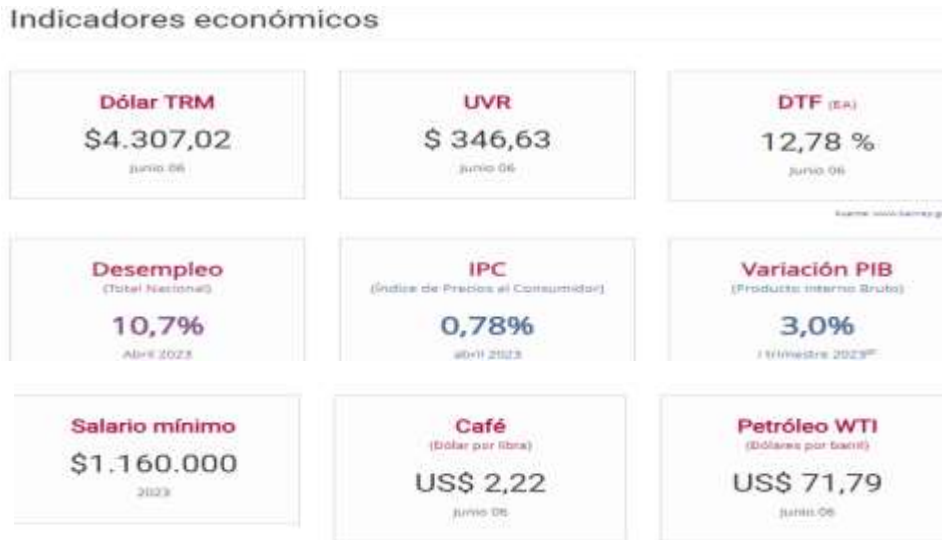 Indicadores económicos
Dólar TRM
$4.307,02
Junio 06
UVR
$ 346,63
Junio 06
DTF (EA)
12,78 %
Junio 06
Desempleo
(Total Nacional)
10,7%
Abril 2023
IPC
(Índice de Precios al Consumidor)
0,78%
abril 2023
Variación PIB
(Producto Interno Bruto)
3,0%
I trimestre 2023
Salario mínimo
$1.160.000
2023
Café
(Dólar por libra)
US$ 2,22
Junio 06
Petróleo WTI
(Dólares por barril)
US$ 71,79
Junio 06